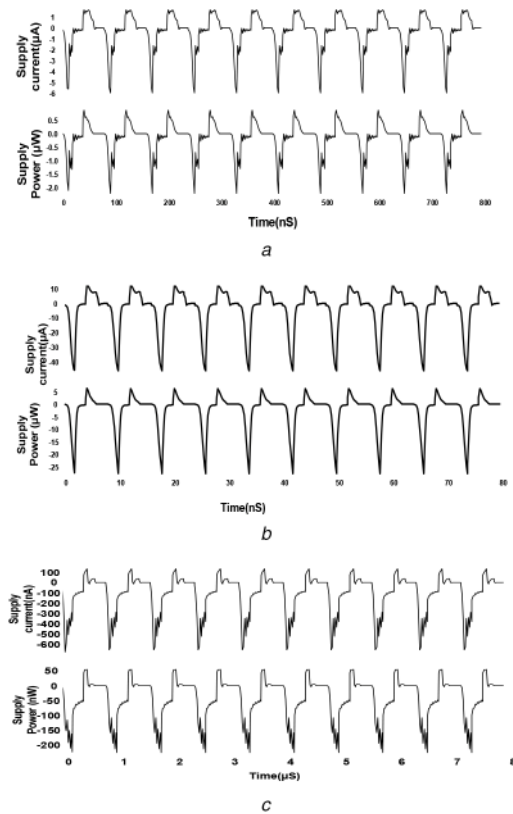 Supply
current(µA)
1
0
-1
-2
-3
-4
-5
-6
Supply
Power (µW)
0.5
0.0
-0.5
-1.0
-1.5
-2.0
0 100 200 300 400 500 600 700 800
Time(nS)
a
Supply
current(µA)
10
0
-10
-20
-30
-40
Supply
Power (µW)
5
0
-5
-10
-15
-20
-25
0 10 20 30 40 50 60 70 80
Time(nS)
b
Supply
current(nA)
100
0
-100
-200
-300
-400
-500
-600
Supply
Power (nW)
50
0
-50
-100
-150
-200
0 1 2 3 4 5 6 7 8
Time(µS)
c